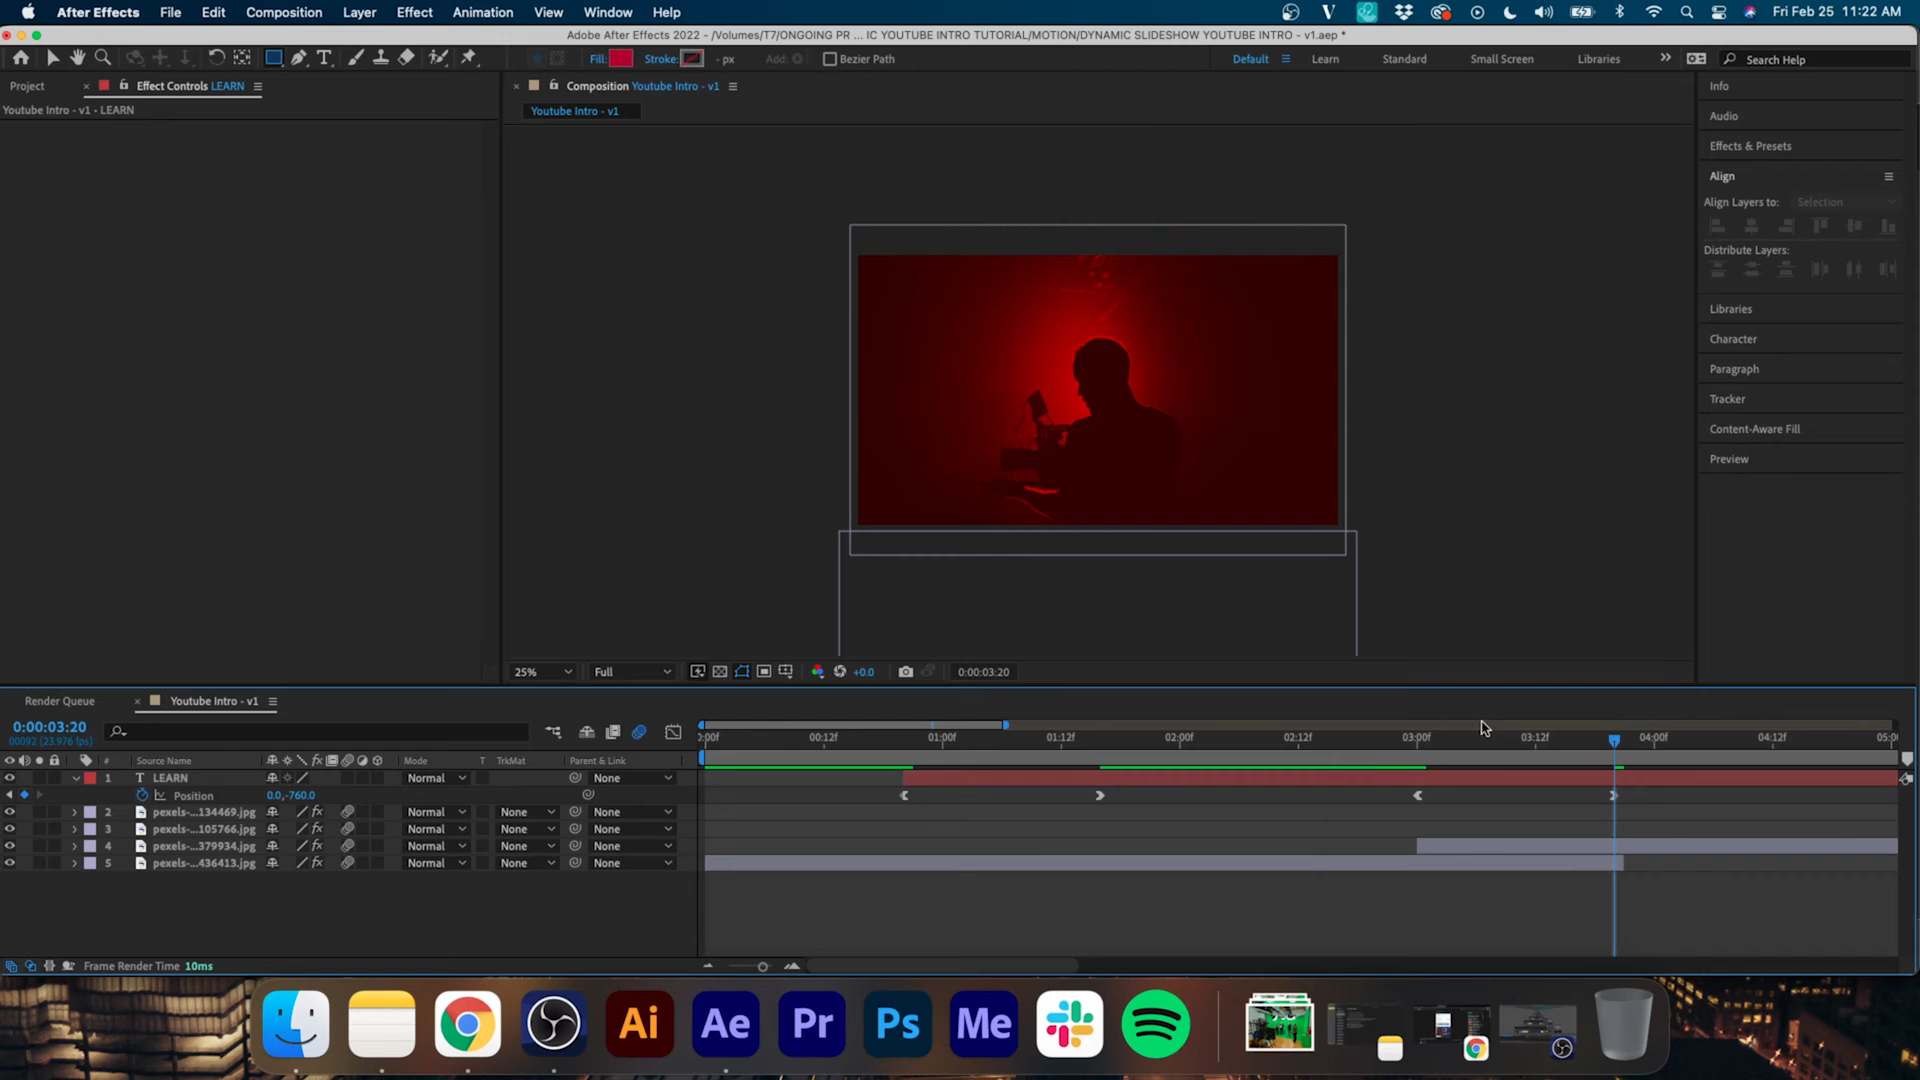 After Effects File Edit Composition Layer Effect Animation View Window Help Fri Feb 25 11:22 AM
Adobe After Effects 2022 - /Volumes/T7/ONGOING PR ... IC YOUTUBE INTRO TUTORIAL/MOTION/DYNAMIC SLIDESHOW YOUTUBE INTRO - v1.aep *
Fill: Stroke: - px Add: Bezier Path Default Learn Standard Small Screen Libraries Search Help
Project Effect Controls LEARN Composition Youtube Intro - v1 Info
Youtube Intro - v1 • LEARN Youtube Intro - v1
Audio
Effects & Presets
Align
Align Layers to: Selection
Distribute Layers:
Libraries
Character
Paragraph
Tracker
Content-Aware Fill
Preview
25% Full +0.0 0:00:03:20
Render Queue Youtube Intro - v1
0:00:03:20
00092 (23.976 fps)
:00f 00:12f 01:00f 01:12f 02:00f 02:12f 03:00f 03:12f 04:00f 04:12f 05:00
# Source Name Mode T TrkMat Parent & Link
1 T LEARN Normal None
Position 0.0,-760.0
2 pexels-...134469.jpg fx Normal None None
3 pexels-...105766.jpg fx Normal None None
4 pexels-...379934.jpg fx Normal None None
5 pexels-...436413.jpg fx Normal None None
Frame Render Time 10ms
Ai Ae Pr Ps Me